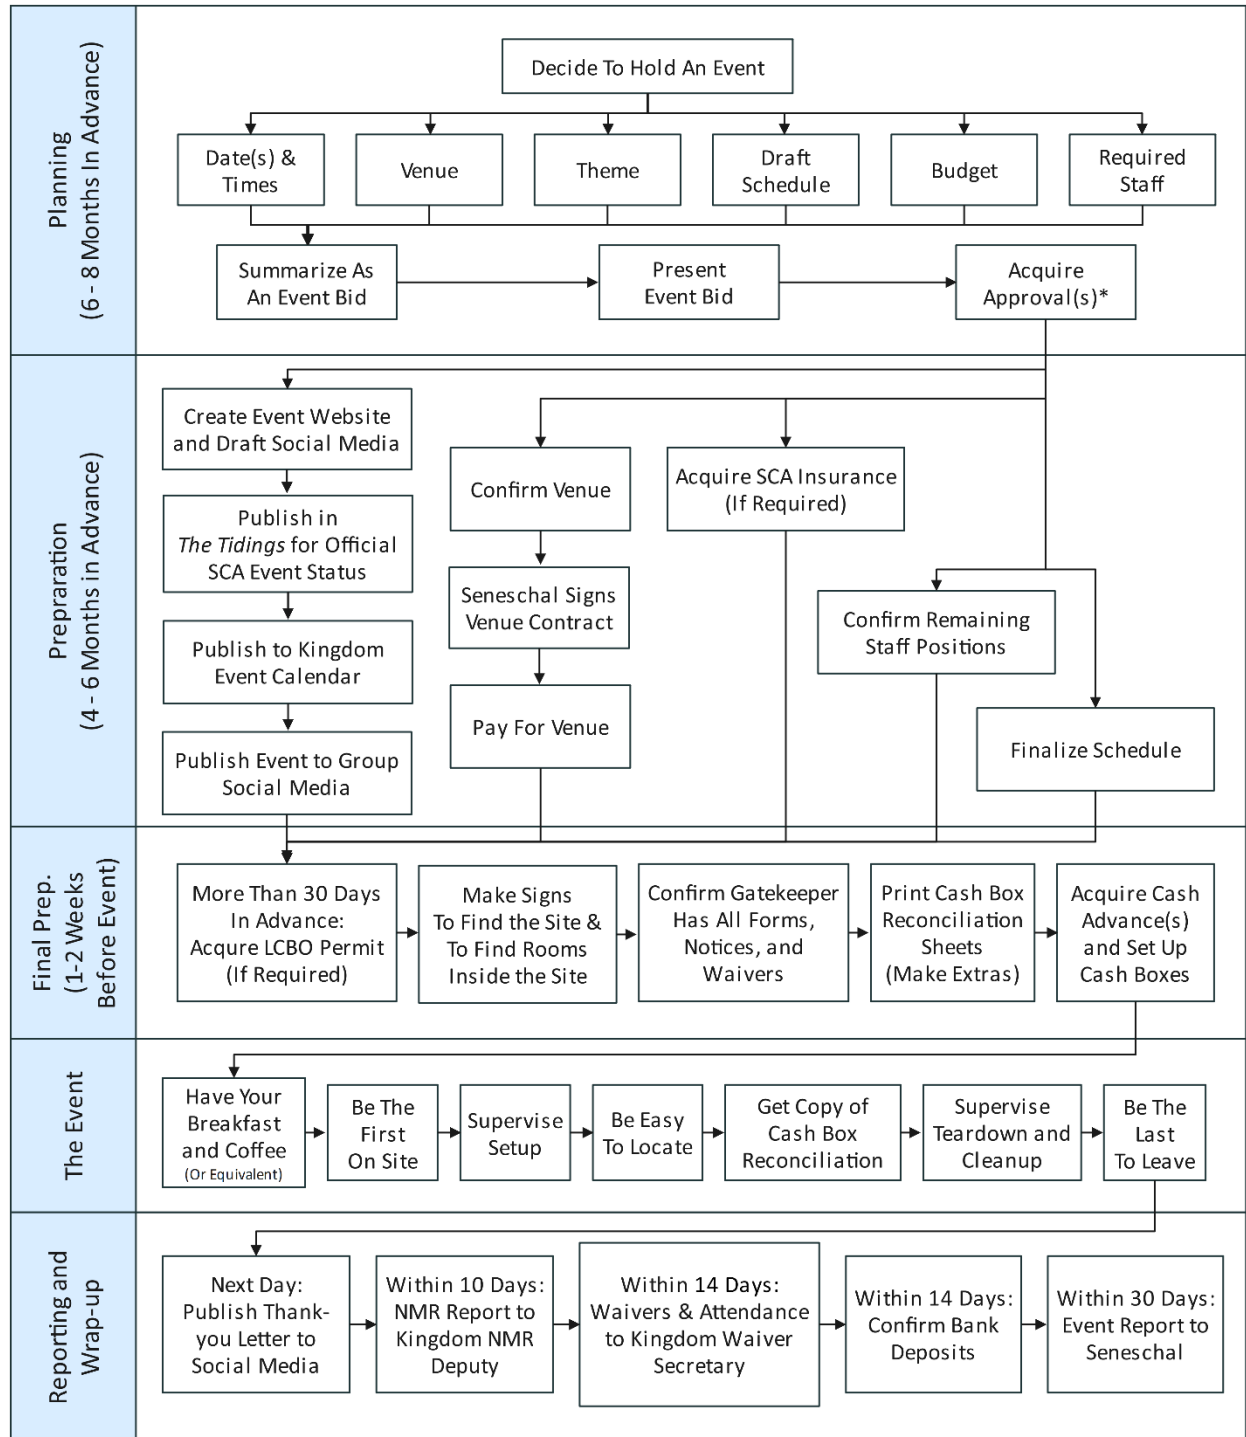 Planning
(6 - 8 Months In Advance)
Decide To Hold An Event
Date(s) &
Times
Venue
Theme
Draft
Schedule
Budget
Required
Staff
Summarize As
An Event Bid
Present
Event Bid
Acquire
Approval(s)*
Prepraration
(4 - 6 Months in Advance)
Create Event Website
and Draft Social Media
Publish in
The Tidings for Official
SCA Event Status
Publish to Kingdom
Event Calendar
Publish Event to Group
Social Media
Confirm Venue
Seneschal Signs
Venue Contract
Pay For Venue
Acquire SCA Insurance
(If Required)
Confirm Remaining
Staff Positions
Finalize Schedule
Final Prep.
(1-2 Weeks
Before Event)
More Than 30 Days
In Advance:
Acqure LCBO Permit
(If Required)
Make Signs
To Find the Site &
To Find Rooms
Inside the Site
Confirm Gatekeeper
Has All Forms,
Notices, and
Waivers
Print Cash Box
Reconciliation
Sheets
(Make Extras)
Acquire Cash
Advance(s)
and Set Up
Cash Boxes
The Event
Have Your
Breakfast
and Coffee
(Or Equivalent)
Be The
First
On Site
Supervise
Setup
Be Easy
To Locate
Get Copy of
Cash Box
Reconciliation
Supervise
Teardown and
Cleanup
Be The
Last
To Leave
Reporting and
Wrap-up
Next Day:
Publish Thank-
you Letter to
Social Media
Within 10 Days:
NMR Report to
Kingdom NMR
Deputy
Within 14 Days:
Waivers & Attendance
to Kingdom Waiver
Secretary
Within 14 Days:
Confirm Bank
Deposits
Within 30 Days:
Event Report to
Seneschal